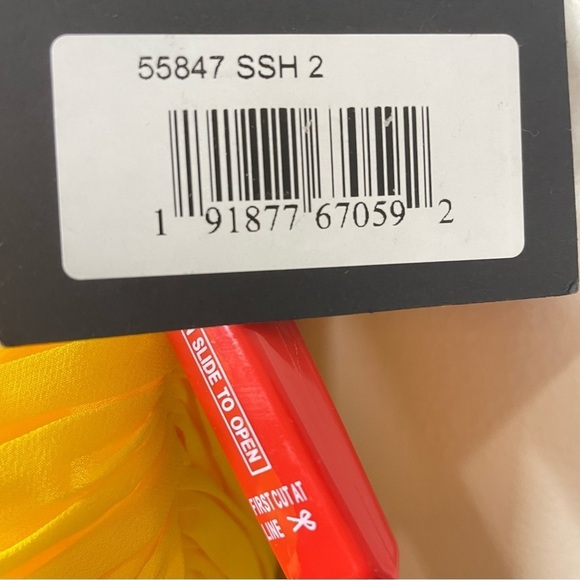 55847 SSH 2
1 91877 67059 2
SLIDE TO OPEN
FIRST CUT AT
LINE